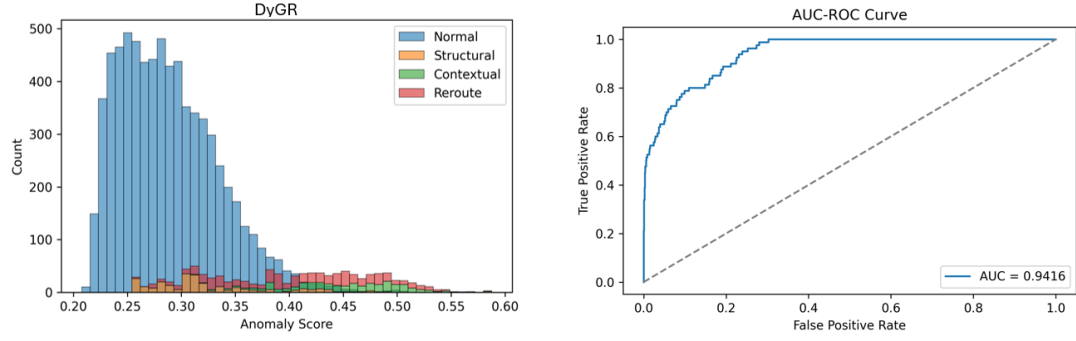 DyGR
500
400
300
200
100
0
Count
0.20 0.25 0.30 0.35 0.40 0.45 0.50 0.55 0.60
Anomaly Score
Normal
Structural
Contextual
Reroute
AUC-ROC Curve
1.0
0.8
0.6
0.4
0.2
0.0
True Positive Rate
0.0 0.2 0.4 0.6 0.8 1.0
False Positive Rate
AUC = 0.9416